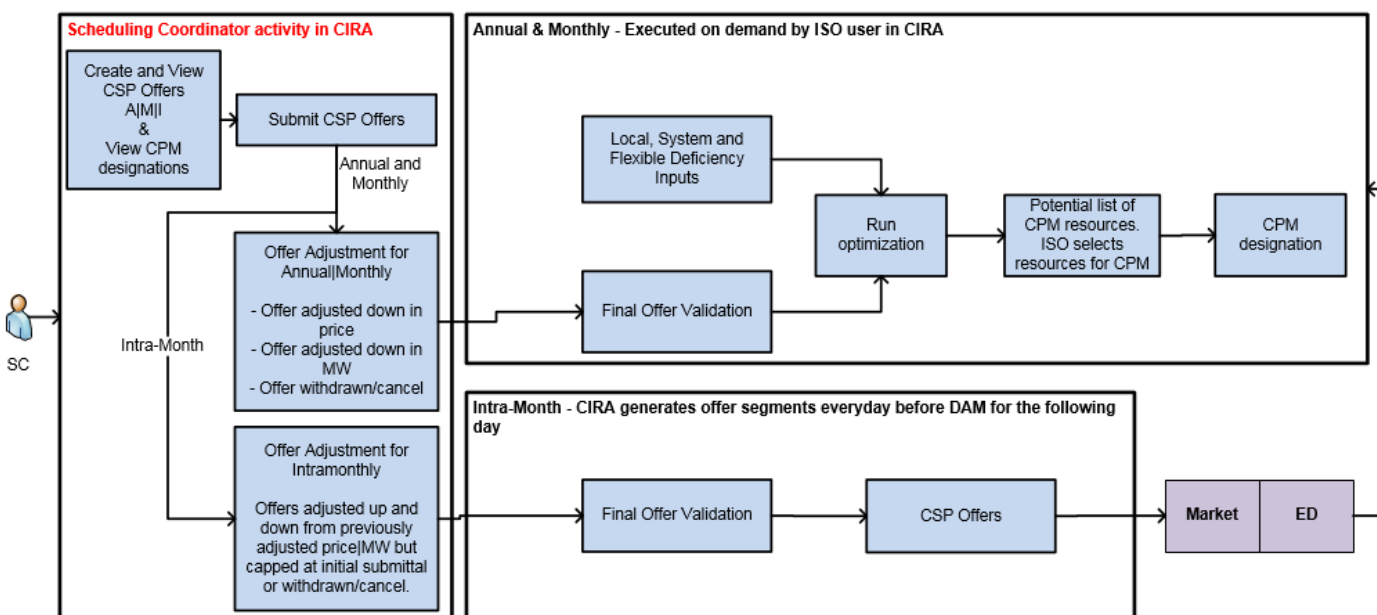 Scheduling Coordinator activity in CIRA
Create and View
CSP Offers
A|M|I
&
View CPM
designations
Submit CSP Offers
Annual and
Monthly
Offer Adjustment for
Annual|Monthly
- Offer adjusted down in
price
- Offer adjusted down in
MW
- Offer withdrawn/cancel
Intra-Month
SC
Offer Adjustment for
Intramonthly
Offers adjusted up and
down from previously
adjusted price|MW but
capped at initial submittal
or withdrawn/cancel.
Annual & Monthly - Executed on demand by ISO user in CIRA
Local, System and
Flexible Deficiency
Inputs
Run
optimization
Potential list of
CPM resources.
ISO selects
resources for CPM
CPM
designation
Final Offer Validation
Intra-Month - CIRA generates offer segments everyday before DAM for the following
day
Final Offer Validation
CSP Offers
Market
ED